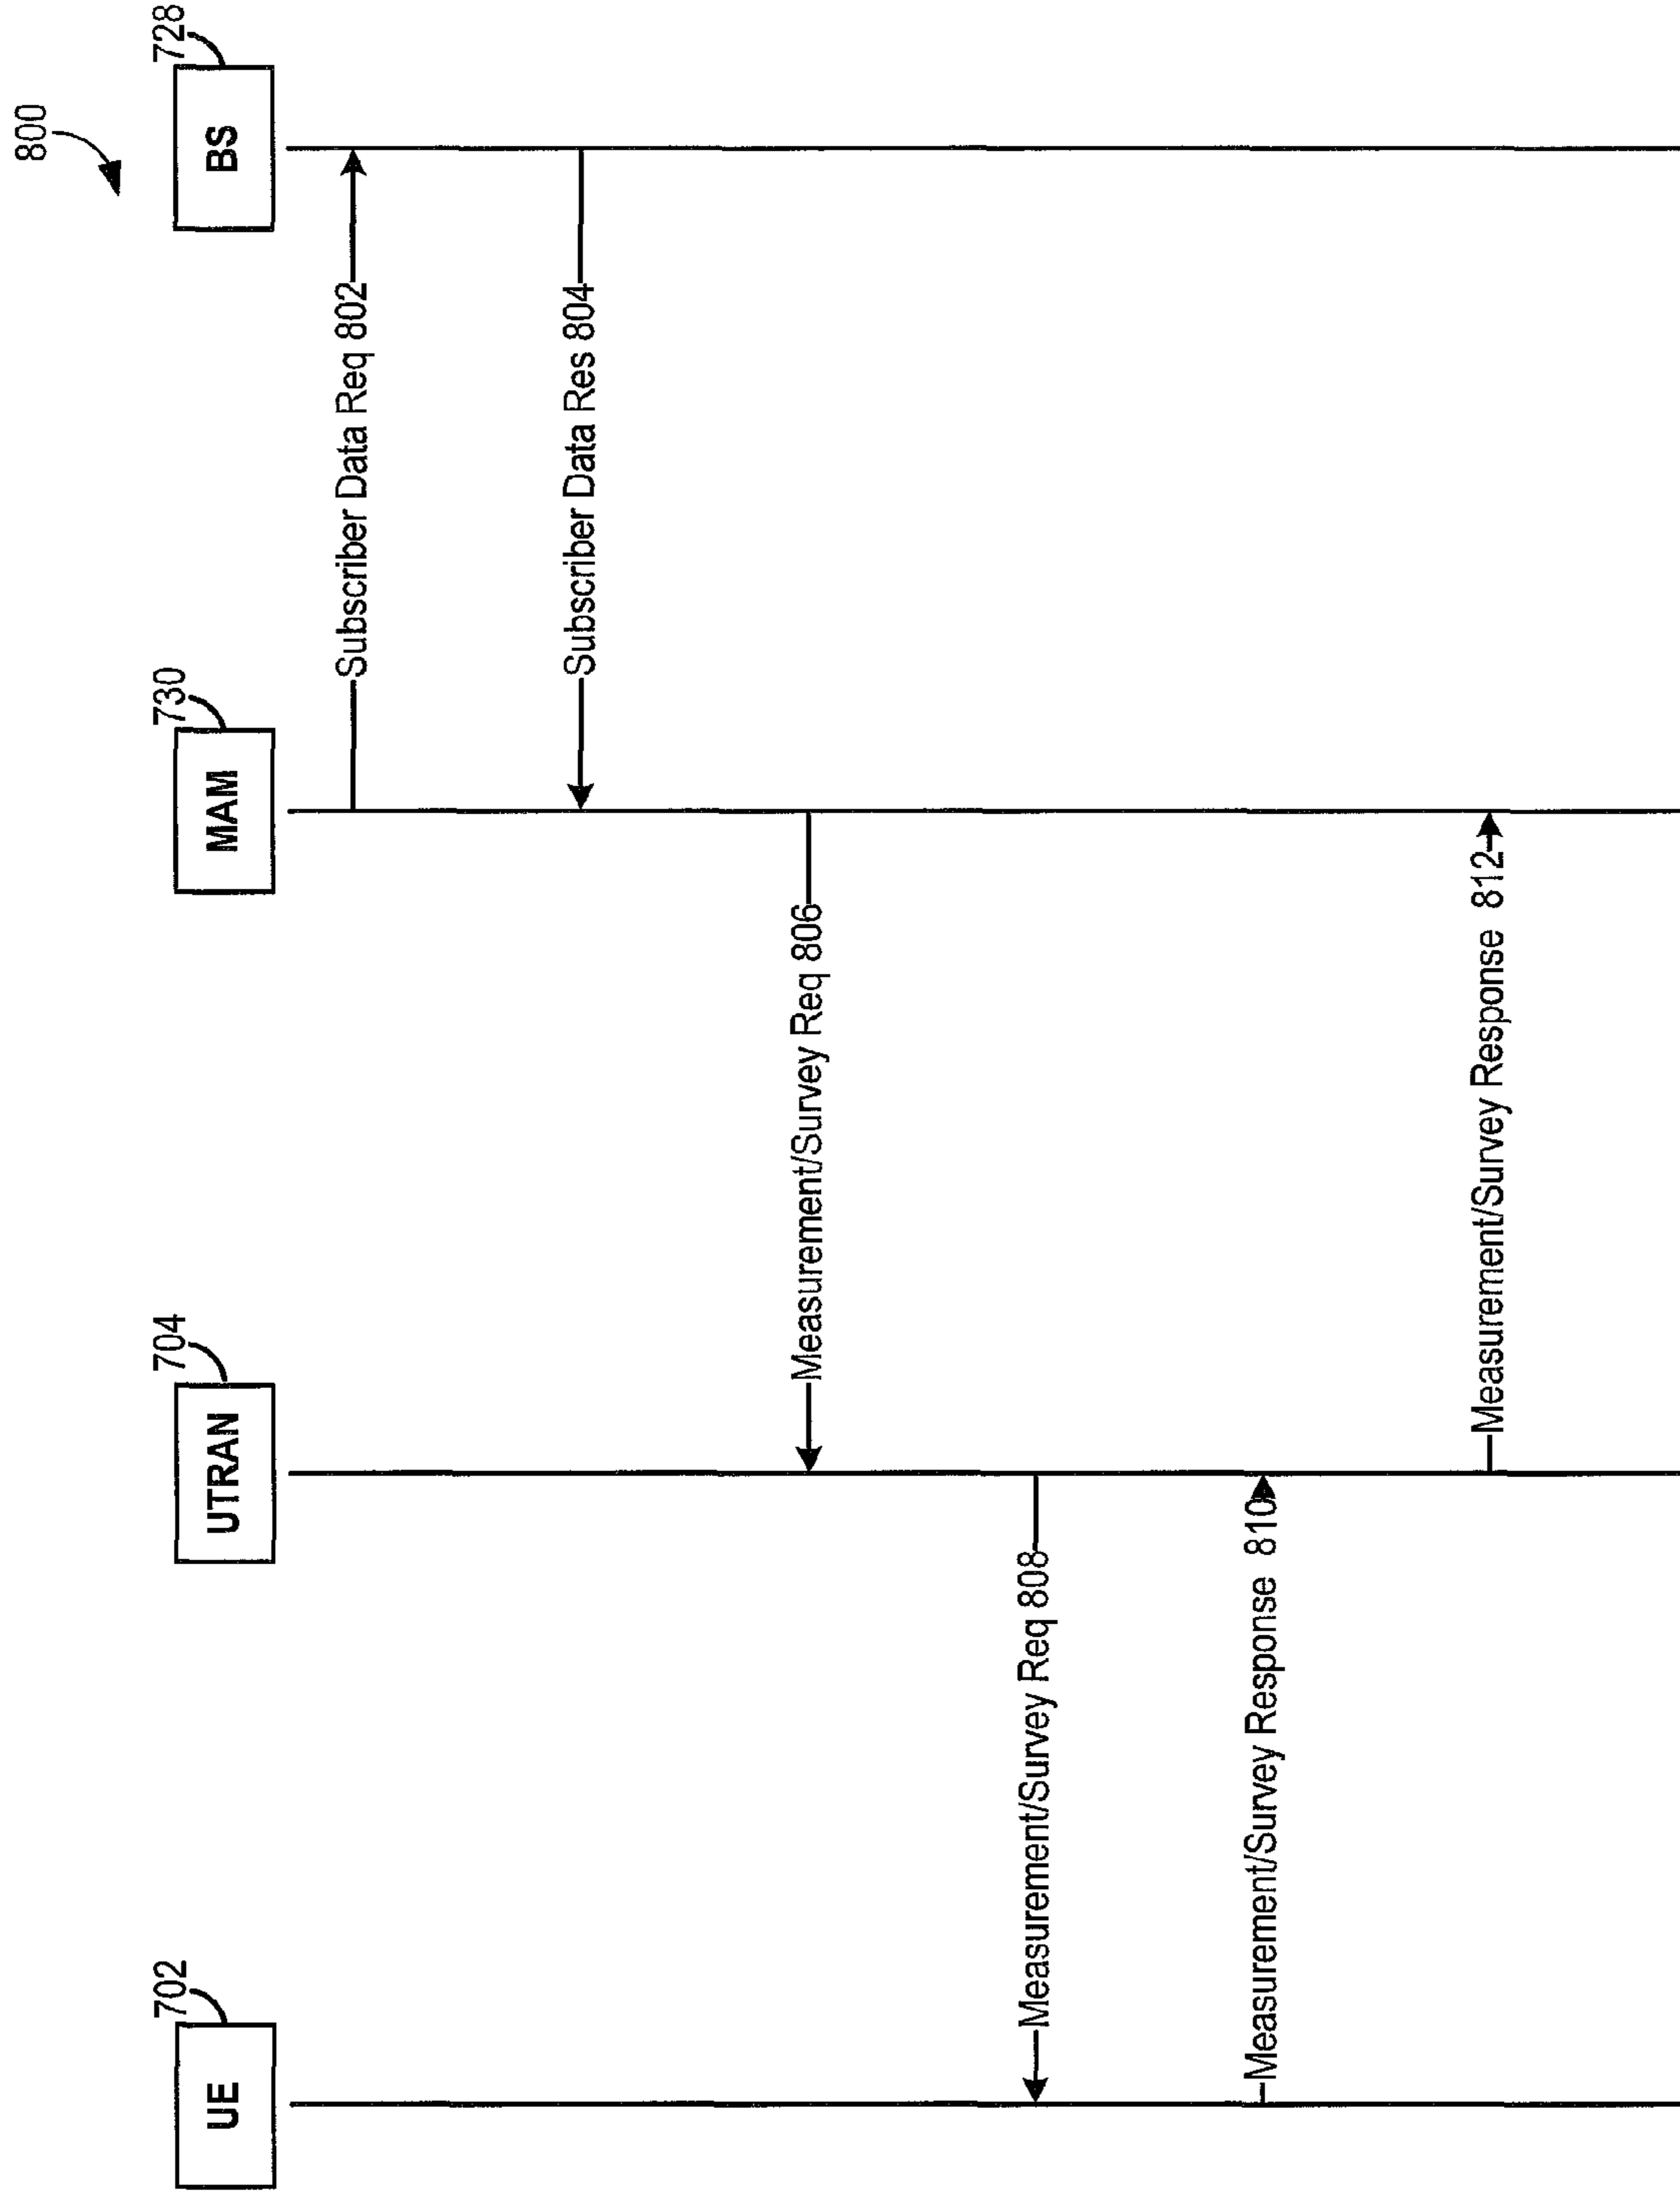 800
702
704
730
728
UE
UTRAN
MAM
BS
Subscriber Data Req 802
Subscriber Data Res 804
Measurement/Survey Req 806
Measurement/Survey Req 808
Measurement/Survey Response 810
Measurement/Survey Response 812